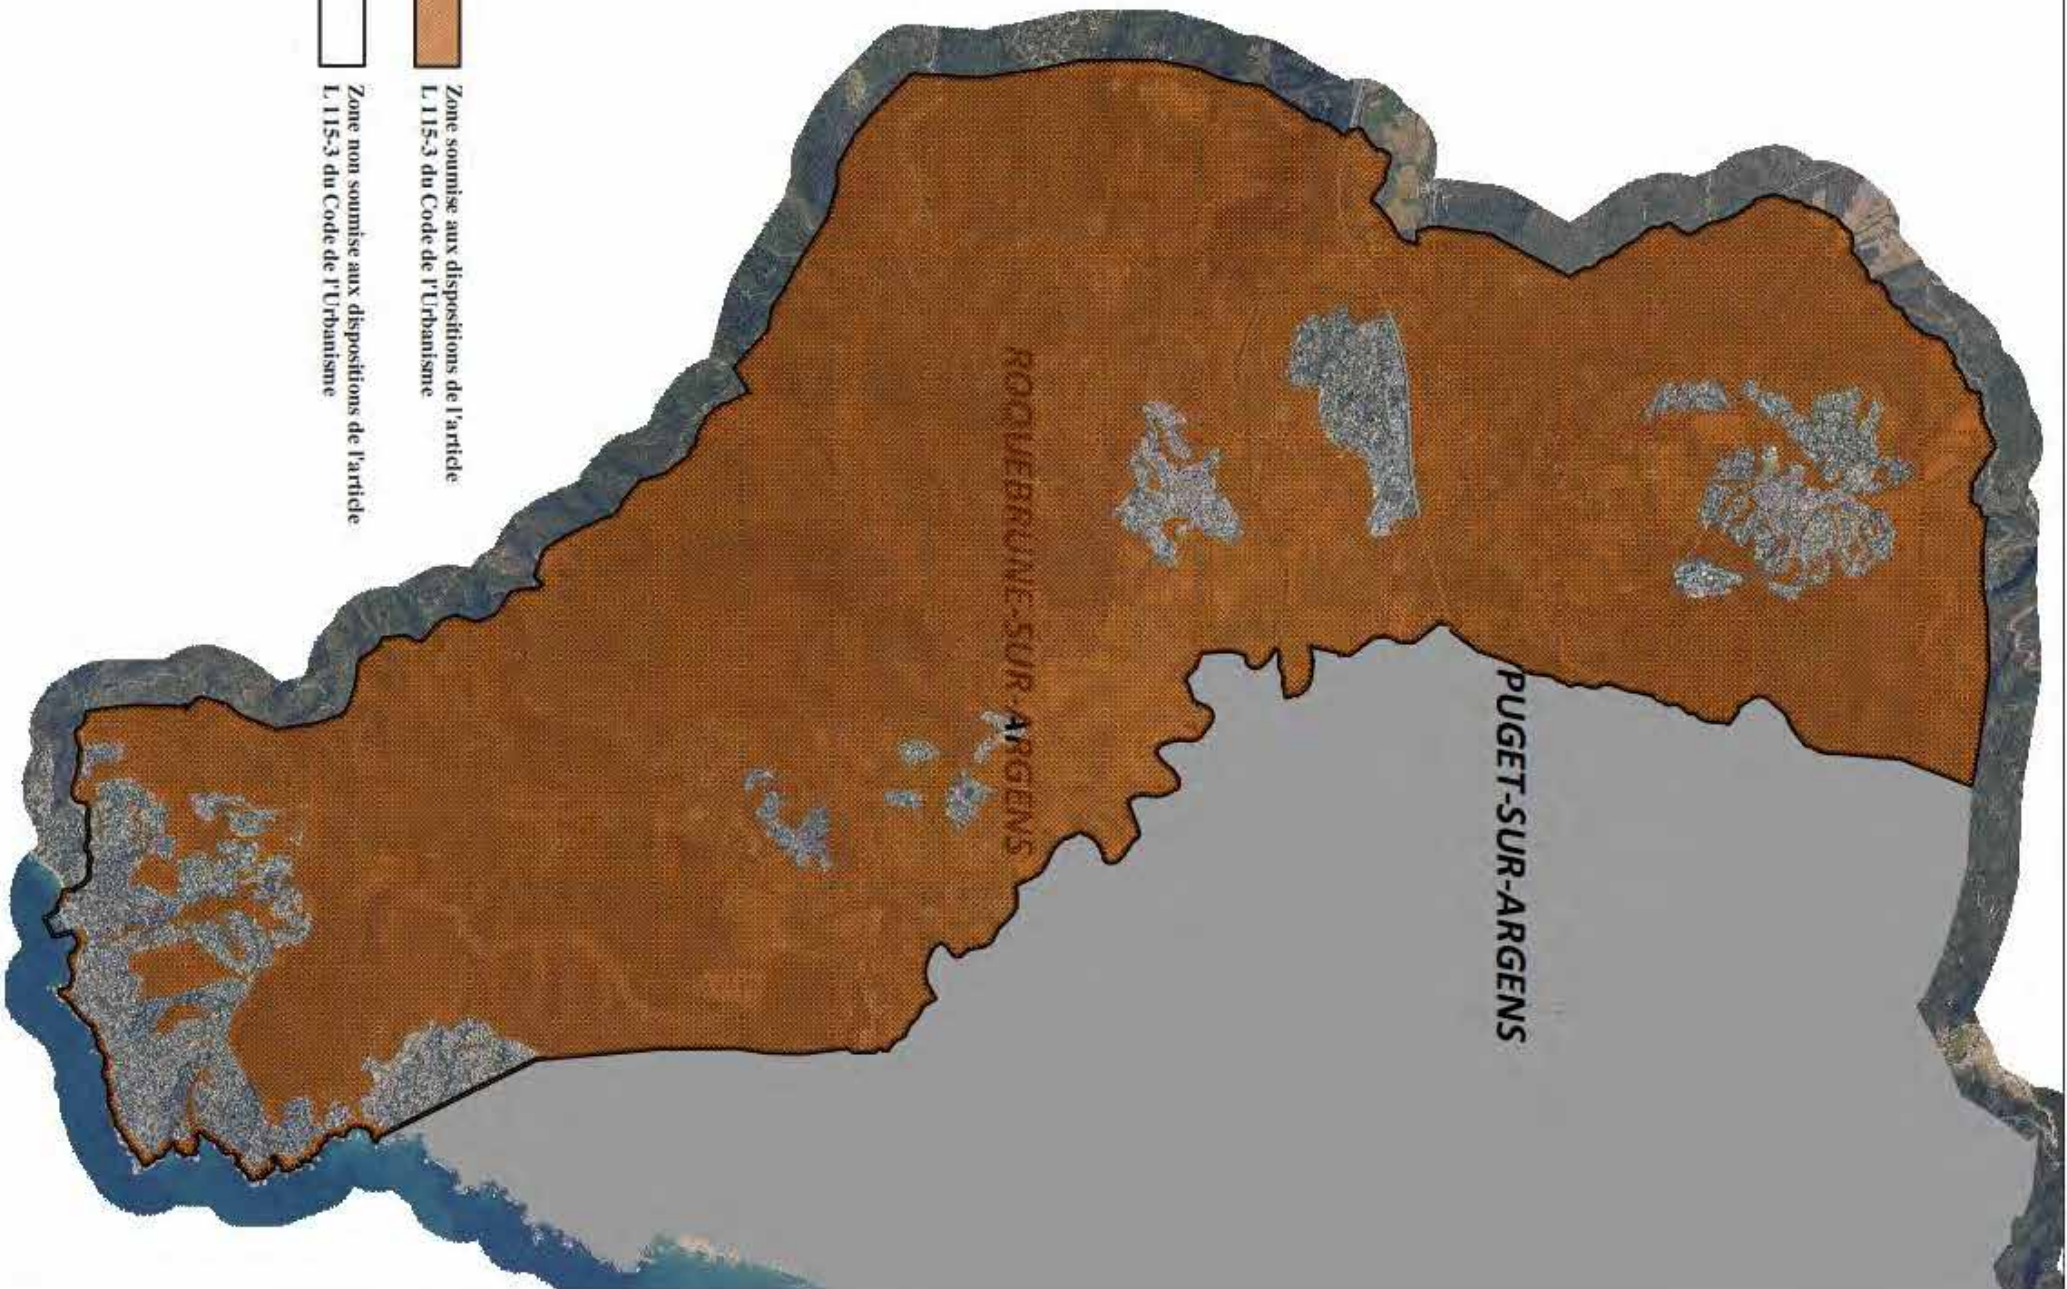 Zone soumise aux dispositions de l'article
L 115-3 du Code de l'Urbanisme
Zone non soumise aux dispositions de l'article
L 115-3 du Code de l'Urbanisme
PUGET-SUR-ARGENS
ROQUEBRUNE-SUR-ARGENS